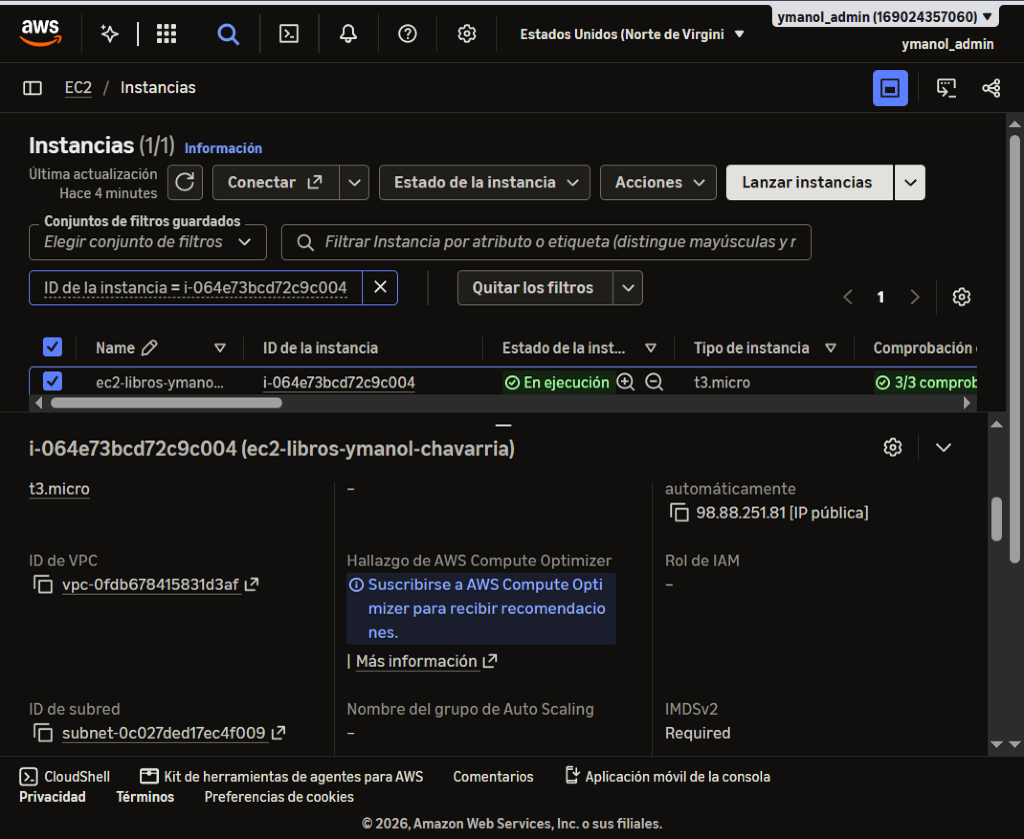 aws
Estados Unidos (Norte de Virgini
ymanol_admin (169024357060)
ymanol_admin
EC2 / Instancias
Instancias (1/1) Información
Última actualización
Hace 4 minutes
Conectar
Estado de la instancia
Acciones
Lanzar instancias
Conjuntos de filtros guardados
Elegir conjunto de filtros
Filtrar Instancia por atributo o etiqueta (distingue mayúsculas y r
ID de la instancia = i-064e73bcd72c9c004
Quitar los filtros
1
Name ID de la instancia Estado de la inst... Tipo de instancia Comprobación
ec2-libros-ymano... i-064e73bcd72c9c004 En ejecución t3.micro 3/3 comprob
i-064e73bcd72c9c004 (ec2-libros-ymanol-chavarria)
t3.micro
–
automáticamente
98.88.251.81 [IP pública]
ID de VPC
vpc-0fdb678415831d3af
Hallazgo de AWS Compute Optimizer
Suscribirse a AWS Compute Opti
mizer para recibir recomendacio
nes.
| Más información
Rol de IAM
–
ID de subred
subnet-0c027ded17ec4f009
Nombre del grupo de Auto Scaling
–
IMDSv2
Required
CloudShell Kit de herramientas de agentes para AWS Comentarios Aplicación móvil de la consola
Privacidad Términos Preferencias de cookies
© 2026, Amazon Web Services, Inc. o sus filiales.